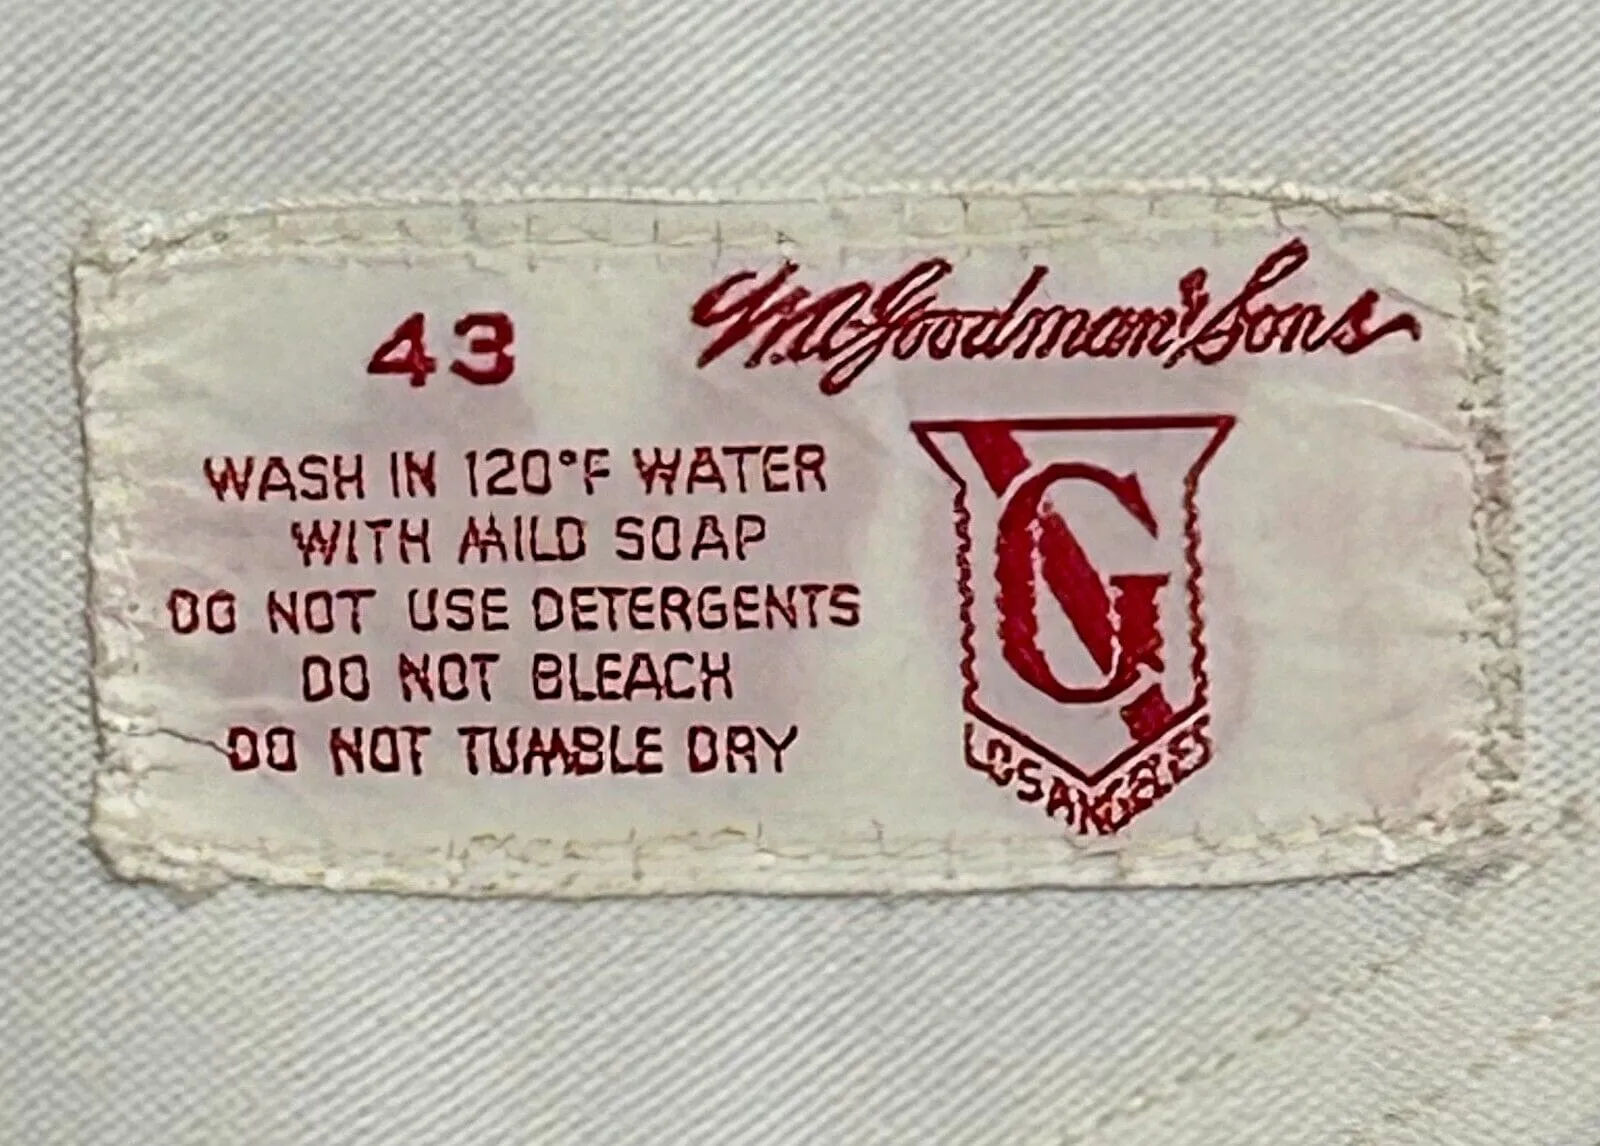 43
W.A. Goodman & Sons
WASH IN 120°F WATER
WITH MILD SOAP
DO NOT USE DETERGENTS
DO NOT BLEACH
DO NOT TUMBLE DRY
G
LOS ANGELES